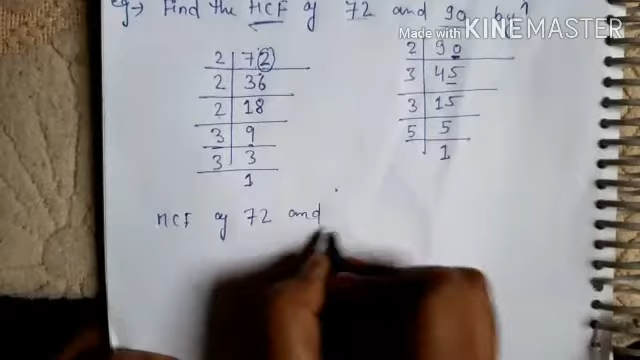 eg→ Find the HCF of 72 and 90 by?
Made with KINEMASTER
2 | 72
2 | 36
2 | 18
3 | 9
3 | 3
1
2 | 90
3 | 45
3 | 15
5 | 5
1
HCF of 72 and